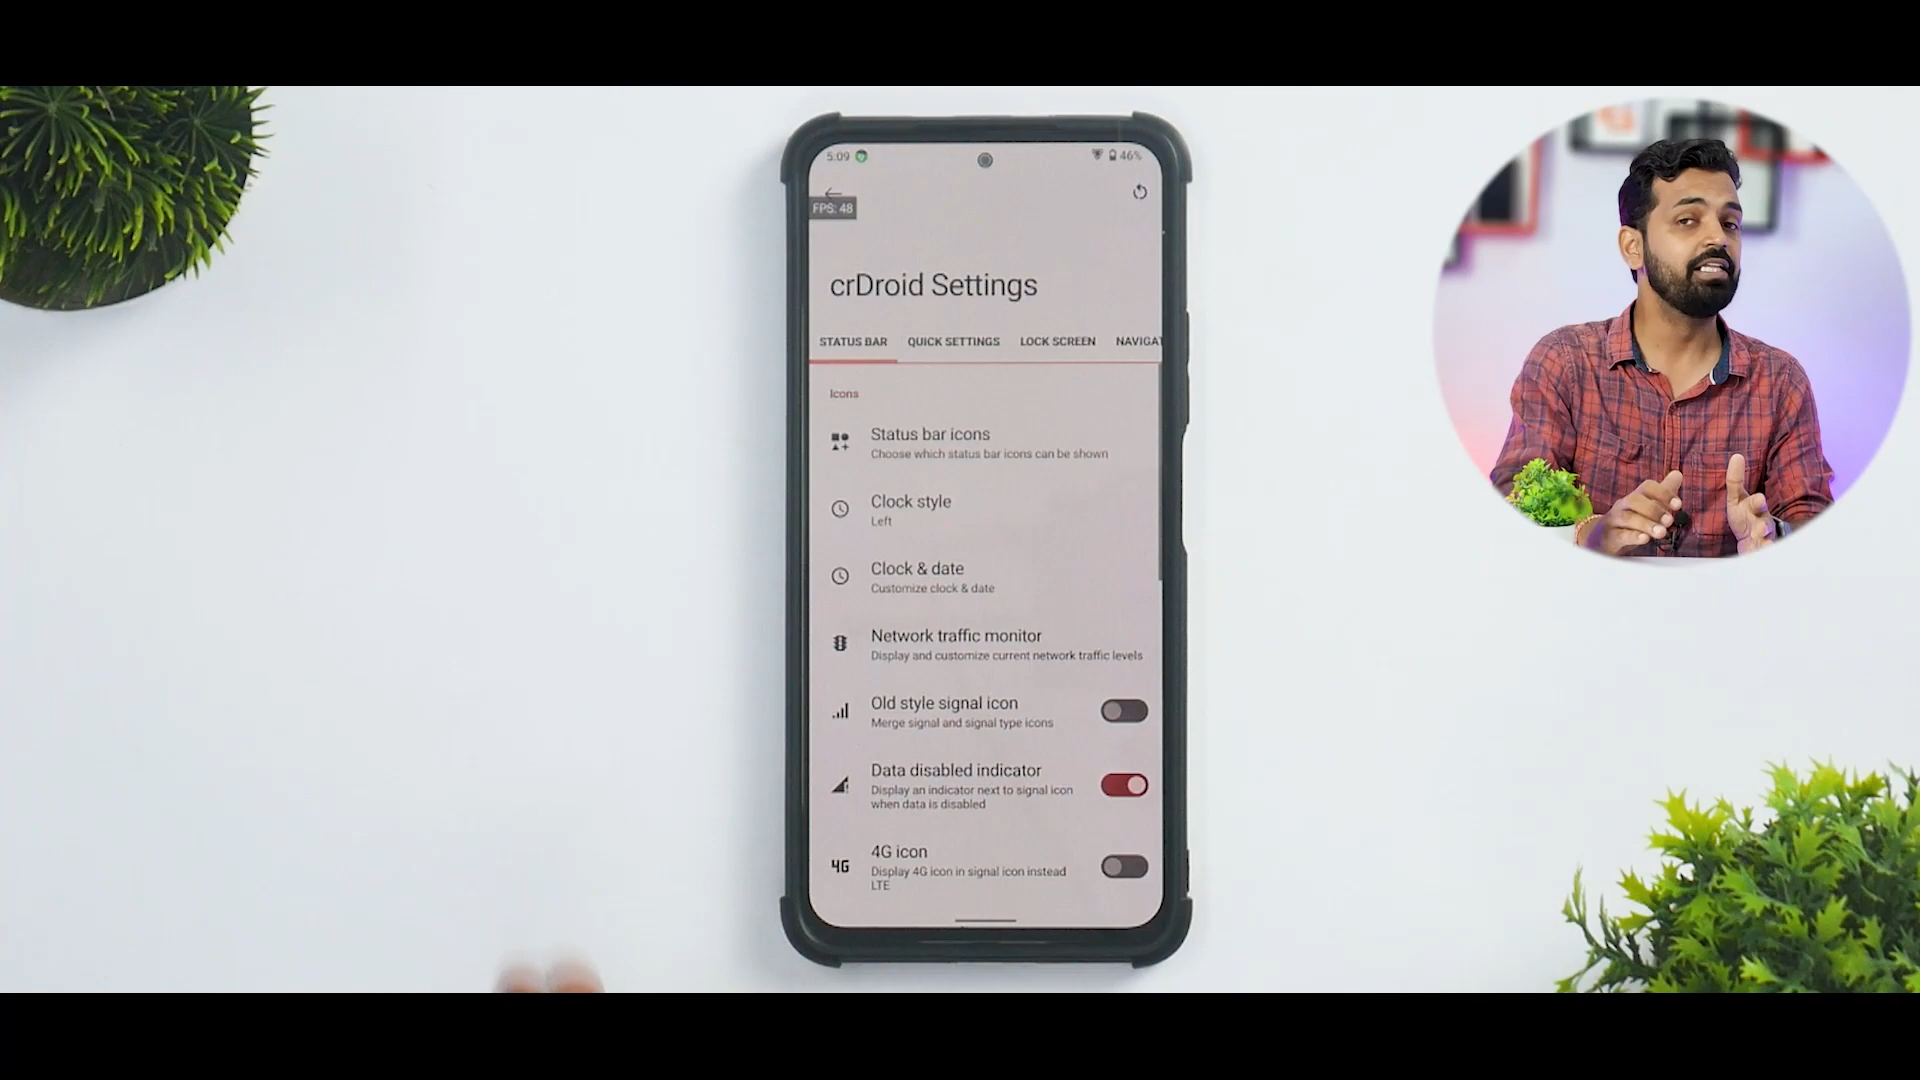 5:09
46%
FPS: 48
crDroid Settings
STATUS BAR QUICK SETTINGS LOCK SCREEN NAVIGAT
Icons
Status bar icons
Choose which status bar icons can be shown
Clock style
Left
Clock & date
Customize clock & date
Network traffic monitor
Display and customize current network traffic levels
Old style signal icon
Merge signal and signal type icons
Data disabled indicator
Display an indicator next to signal icon
when data is disabled
4G
4G icon
Display 4G icon in signal icon instead
LTE